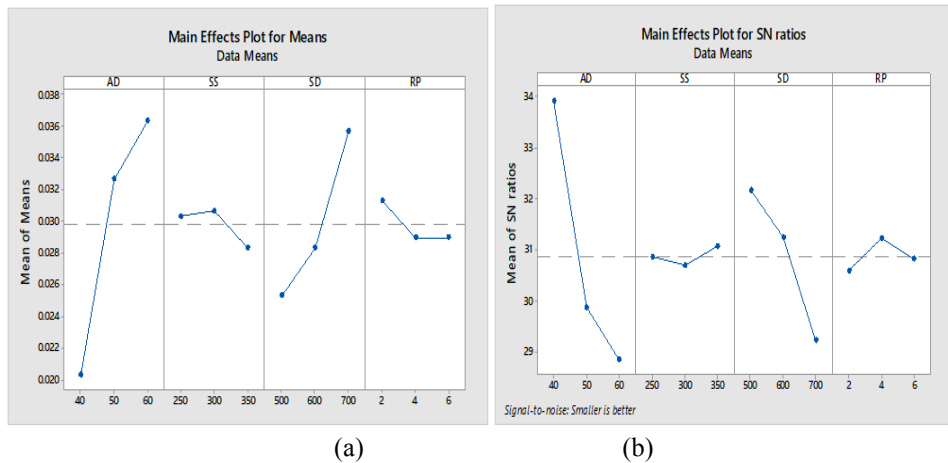 Main Effects Plot for Means
Data Means
AD SS SD RP
0.038
0.036
0.034
0.032
0.030
0.028
0.026
0.024
0.022
0.020
Mean of Means
40 50 60 250 300 350 500 600 700 2 4 6
(a)
Main Effects Plot for SN ratios
Data Means
AD SS SD RP
34
33
32
31
30
29
Mean of SN ratios
40 50 60 250 300 350 500 600 700 2 4 6
Signal-to-noise: Smaller is better
(b)